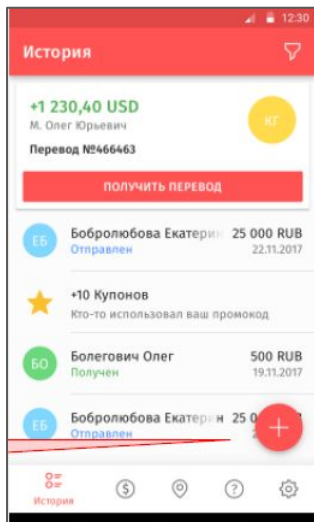 12:30
История
+1 230,40 USD
М. Олег Юрьевич
КГ
Перевод №466463
ПОЛУЧИТЬ ПЕРЕВОД
ЕБ
Бобролюбова Екатерин 25 000 RUB
Отправлен 22.11.2017
+10 Купонов
Кто-то использовал ваш промокод
БО
Болегович Олег 500 RUB
Получен 19.11.2017
ЕБ
Бобролюбова Екатерин 25 0
Отправлен
История